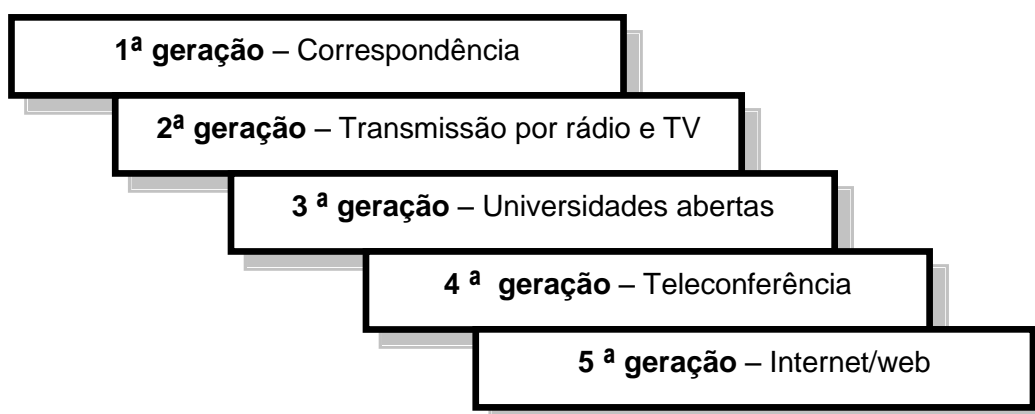 1ª geração – Correspondência
2ª geração – Transmissão por rádio e TV
3 ª geração – Universidades abertas
4 ª geração – Teleconferência
5 ª geração – Internet/web